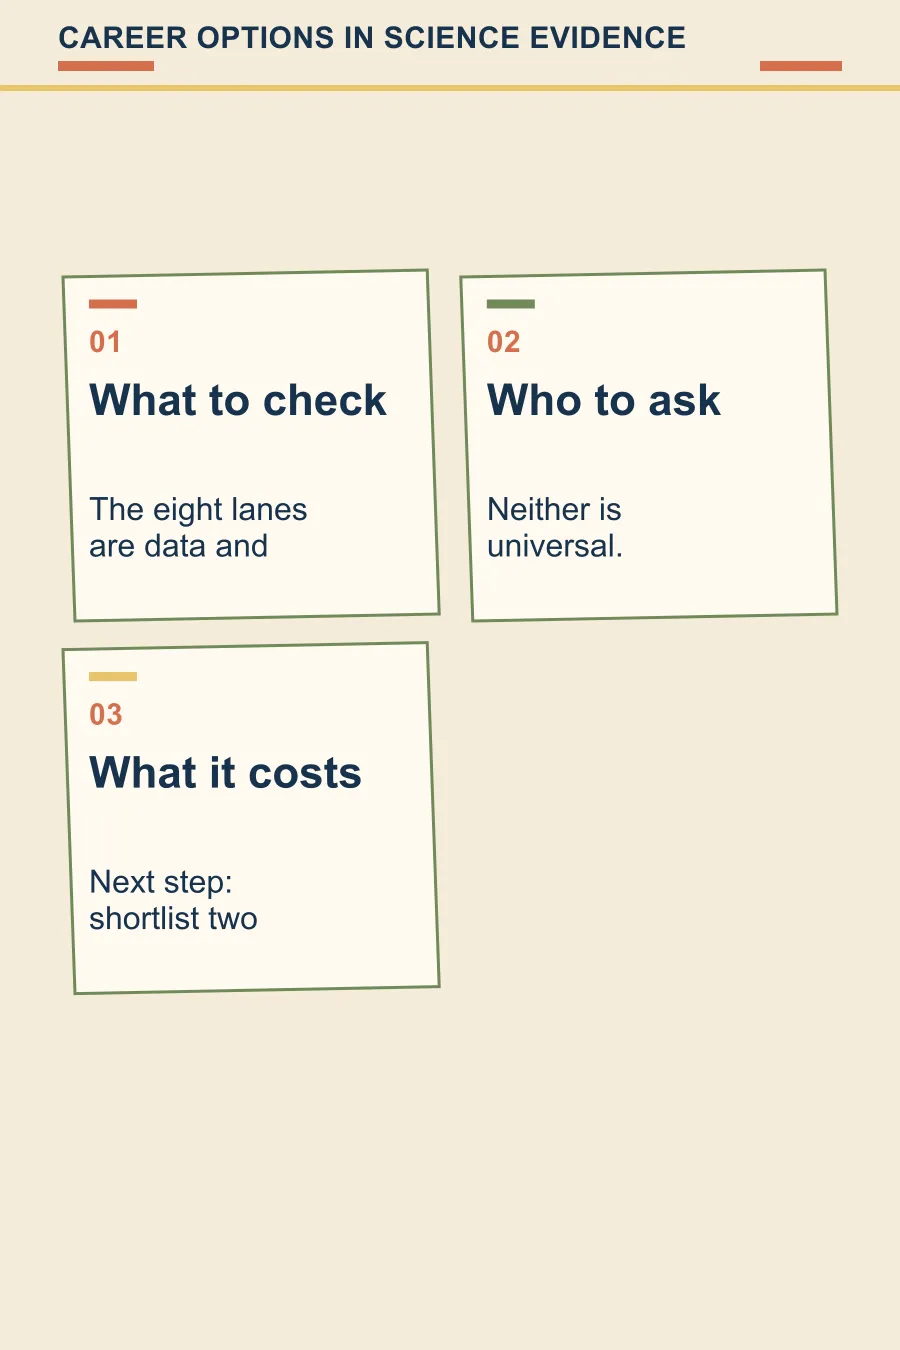 CAREER OPTIONS IN SCIENCE EVIDENCE
01
What to check
The eight lanes
are data and
02
Who to ask
Neither is
universal.
03
What it costs
Next step:
shortlist two